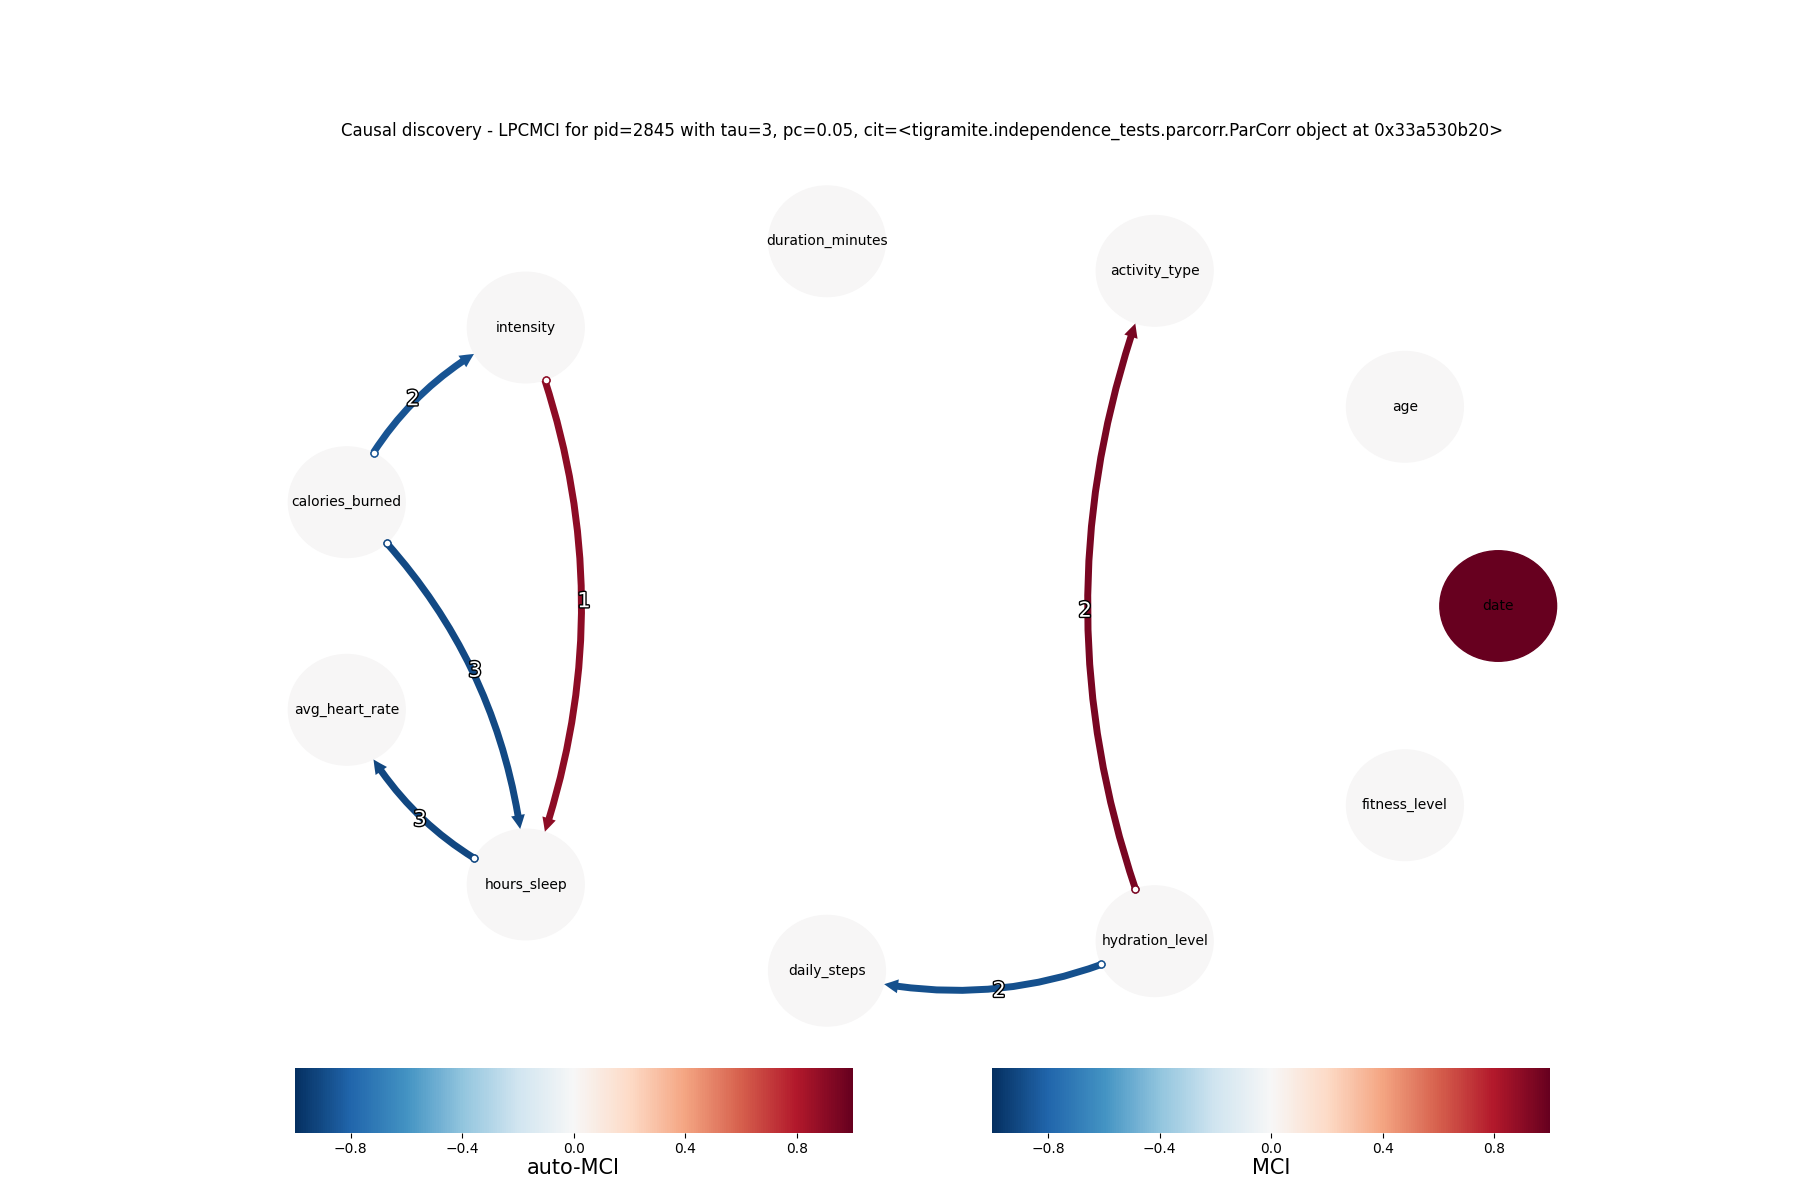 Causal discovery - LPCMCI for pid=2845 with tau=3, pc=0.05, cit=<tigramite.independence_tests.parcorr.ParCorr object at 0x33a530b20>
duration_minutes
activity_type
intensity
age
2
calories_burned
1
2
date
3
avg_heart_rate
fitness_level
3
hours_sleep
hydration_level
daily_steps
2
−0.8 −0.4 0.0 0.4 0.8
auto-MCI
−0.8 −0.4 0.0 0.4 0.8
MCI